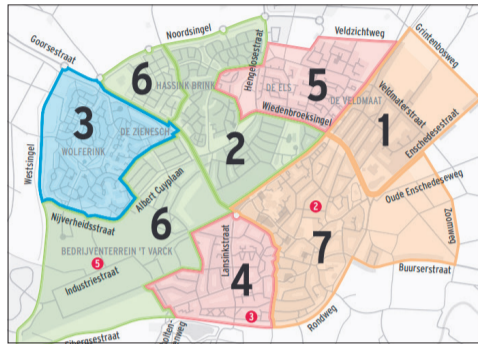 Noordsingel
Veldzichtweg
Goorsestraat
Hengelosestraat
Grintenbosweg
6
HASSINK BRINK
5
DE ELS
DE VELDMAAT
3
DE ZIENESCH
WOLFERINK
Wiedenbroeksingel
2
1
Veldmaterstraat
Enschedesestraat
Westsingel
Albert Cuyplaan
6
Nijverheidsstraat
BEDRIJVENTERREIN 'T VARCK
5
Industriestraat
Lansinkstraat
4
3
2
7
Oude Enschedeseweg
Zoomweg
Buurserstraat
Rondweg